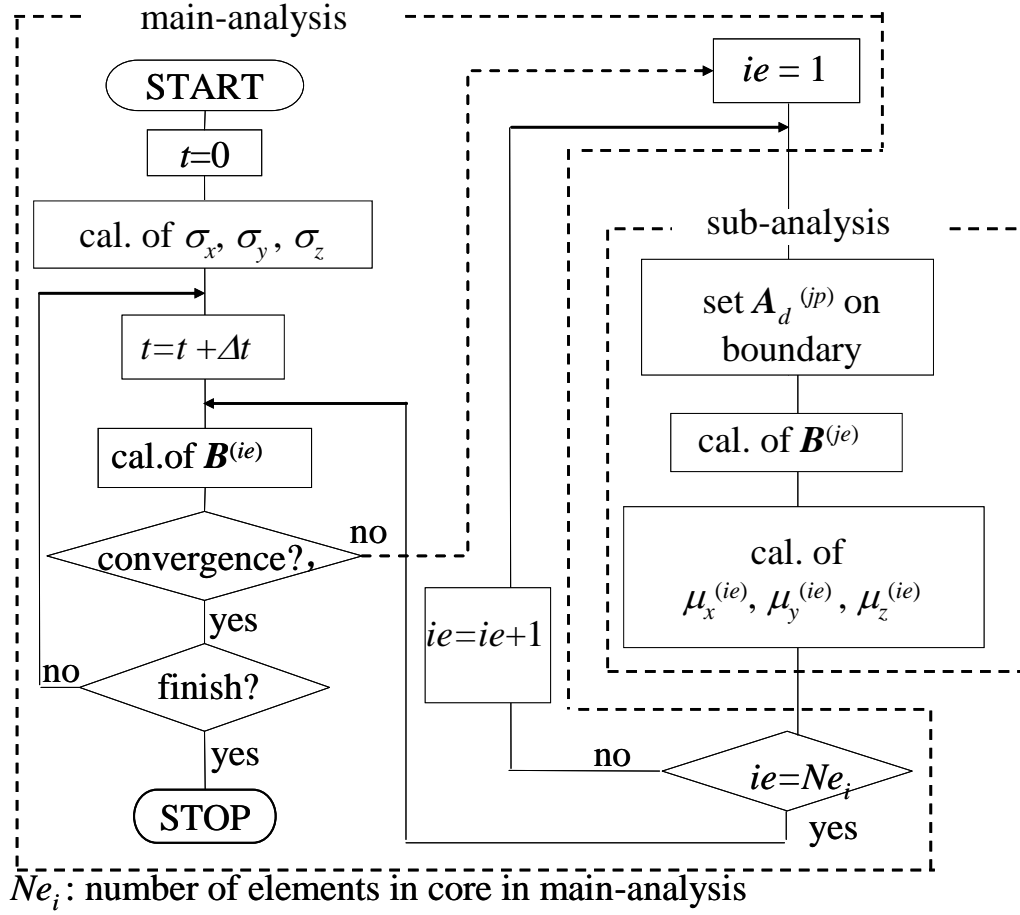 main-analysis
START
t=0
cal. of σx, σy, σz
t=t+Δt
cal.of B(ie)
convergence?,
no
yes
finish?
no
yes
STOP
ie = 1
sub-analysis
set Ad (jp) on
boundary
cal. of B(je)
cal. of
μx(ie), μy(ie), μz(ie)
ie=ie+1
ie=Nei
no
yes
Nei: number of elements in core in main-analysis